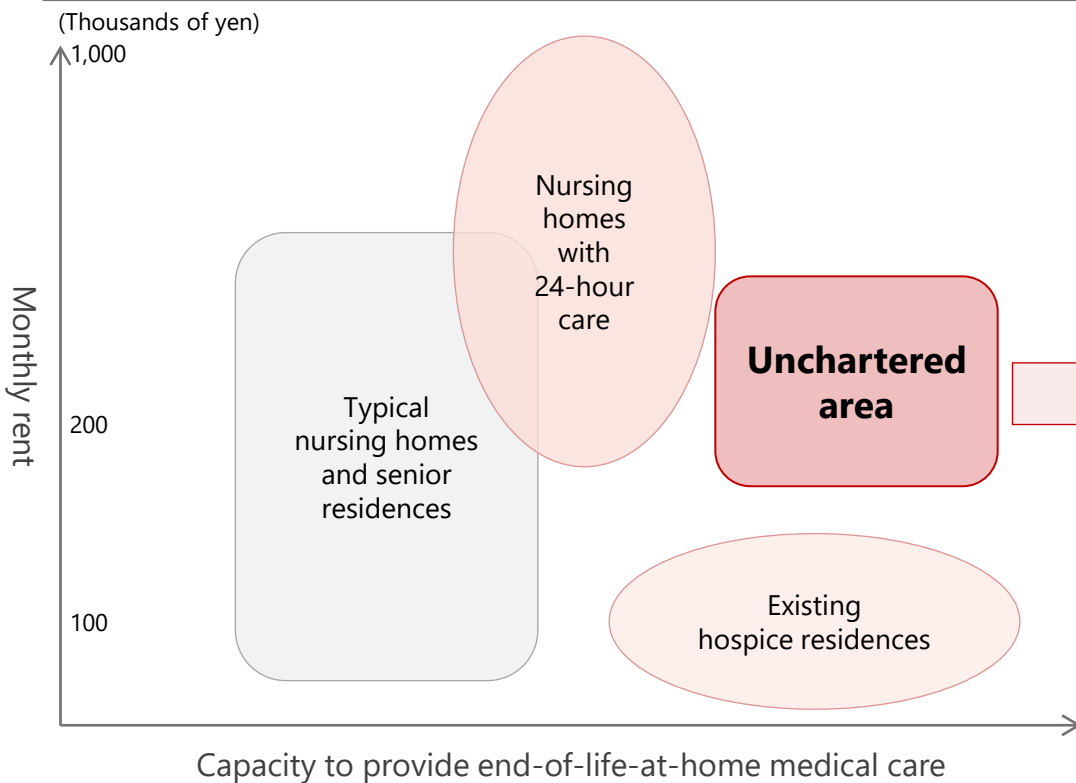 (Thousands of yen)
1,000
Nursing
homes
with
24-hour
care
Unchartered
area
Typical
nursing homes
and senior
residences
200
Monthly rent
100
Existing
hospice residences
Capacity to provide end-of-life-at-home medical care